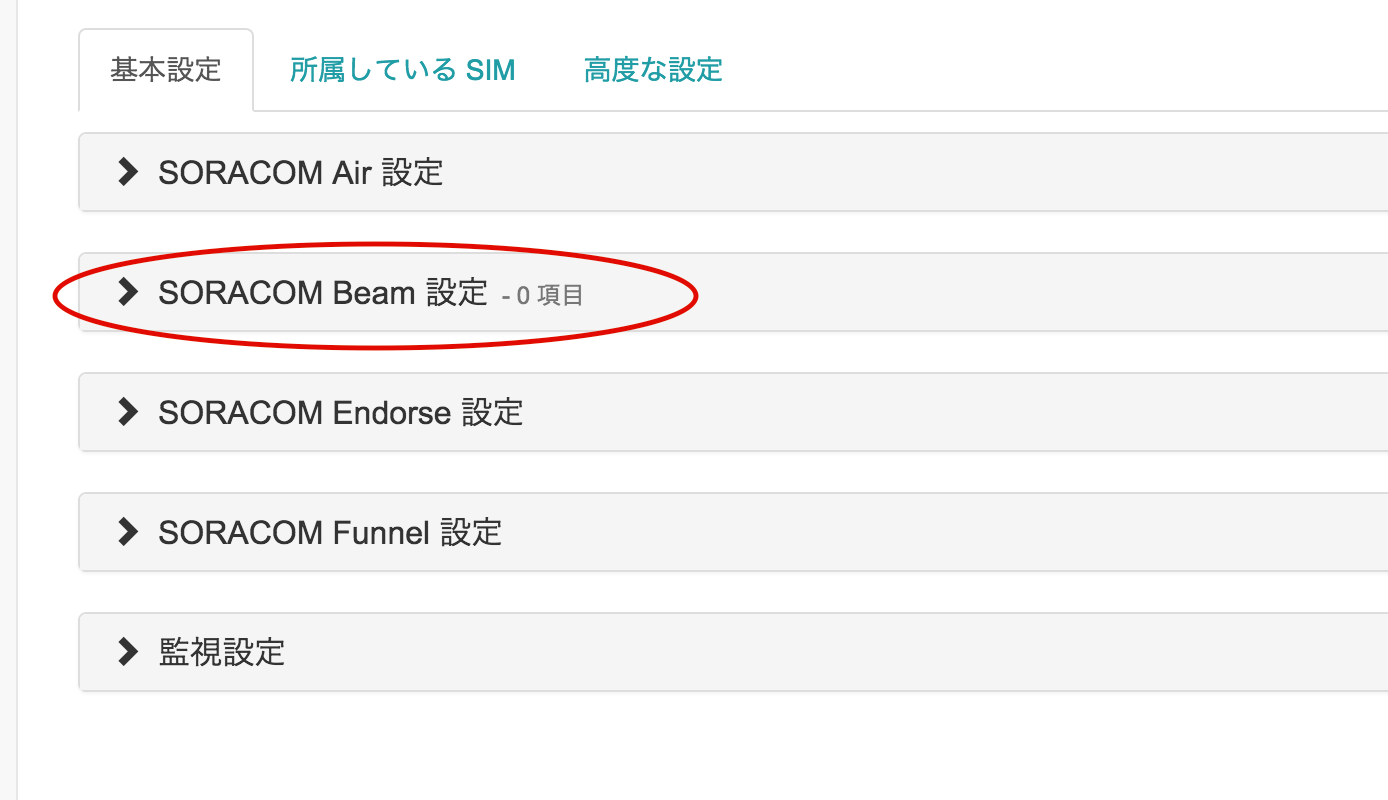 基本設定 所属している SIM 高度な設定
SORACOM Air 設定
SORACOM Beam 設定 - 0 項目
SORACOM Endorse 設定
SORACOM Funnel 設定
監視設定